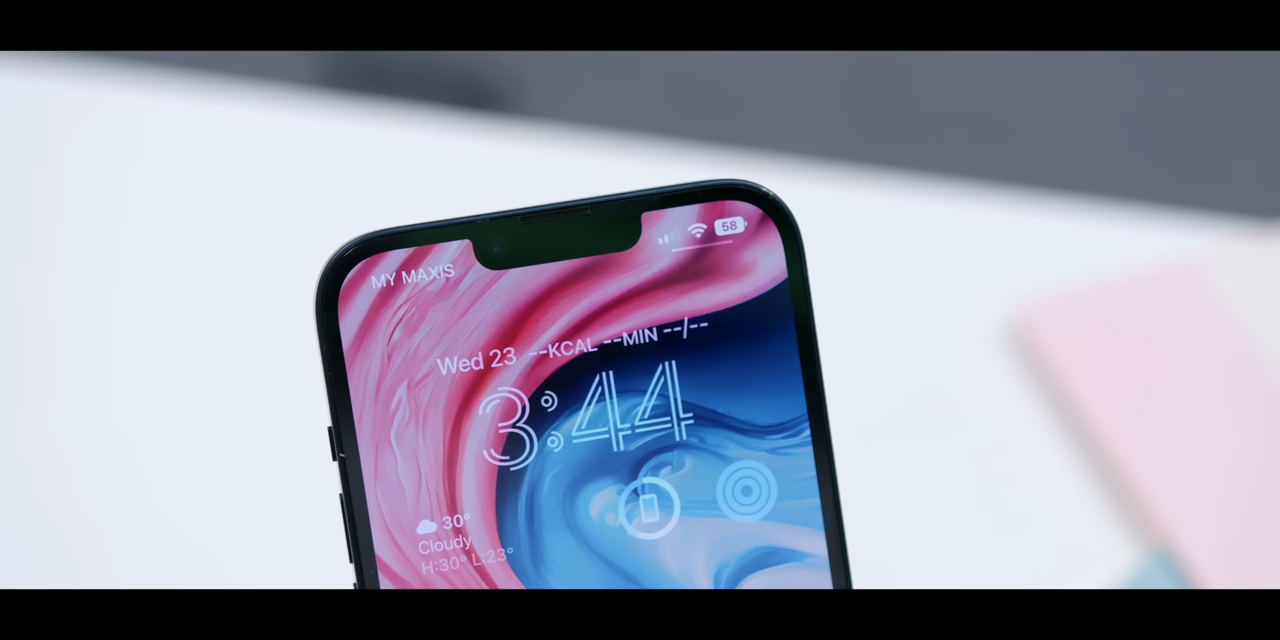 MY MAXIS
58
Wed 23 --KCAL --MIN --/--
3:44
30°
Cloudy
H:30° L:23°